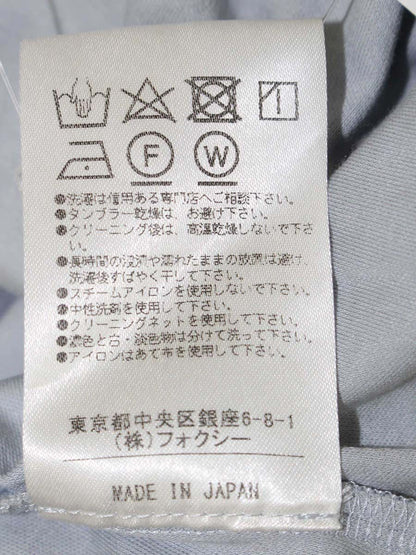 F W
●洗濯は信用ある専門店へご相談下さい。
●タンブラー乾燥は、お避け下さい。
●クリーニング後は、高温乾燥しないで下さい。
●長時間の浸漬や濡れたままの放置は避け、
洗濯後すばやく干して下さい。
●スチームアイロンを使用しないで下さい。
●中性洗剤を使用して下さい。
●クリーニングネットを使用して下さい。
●濃色と白・淡色物は分けて洗って下さい。
●アイロンはあて布を使用して下さい。
東京都中央区銀座6-8-1
(株)フォクシー
MADE IN JAPAN